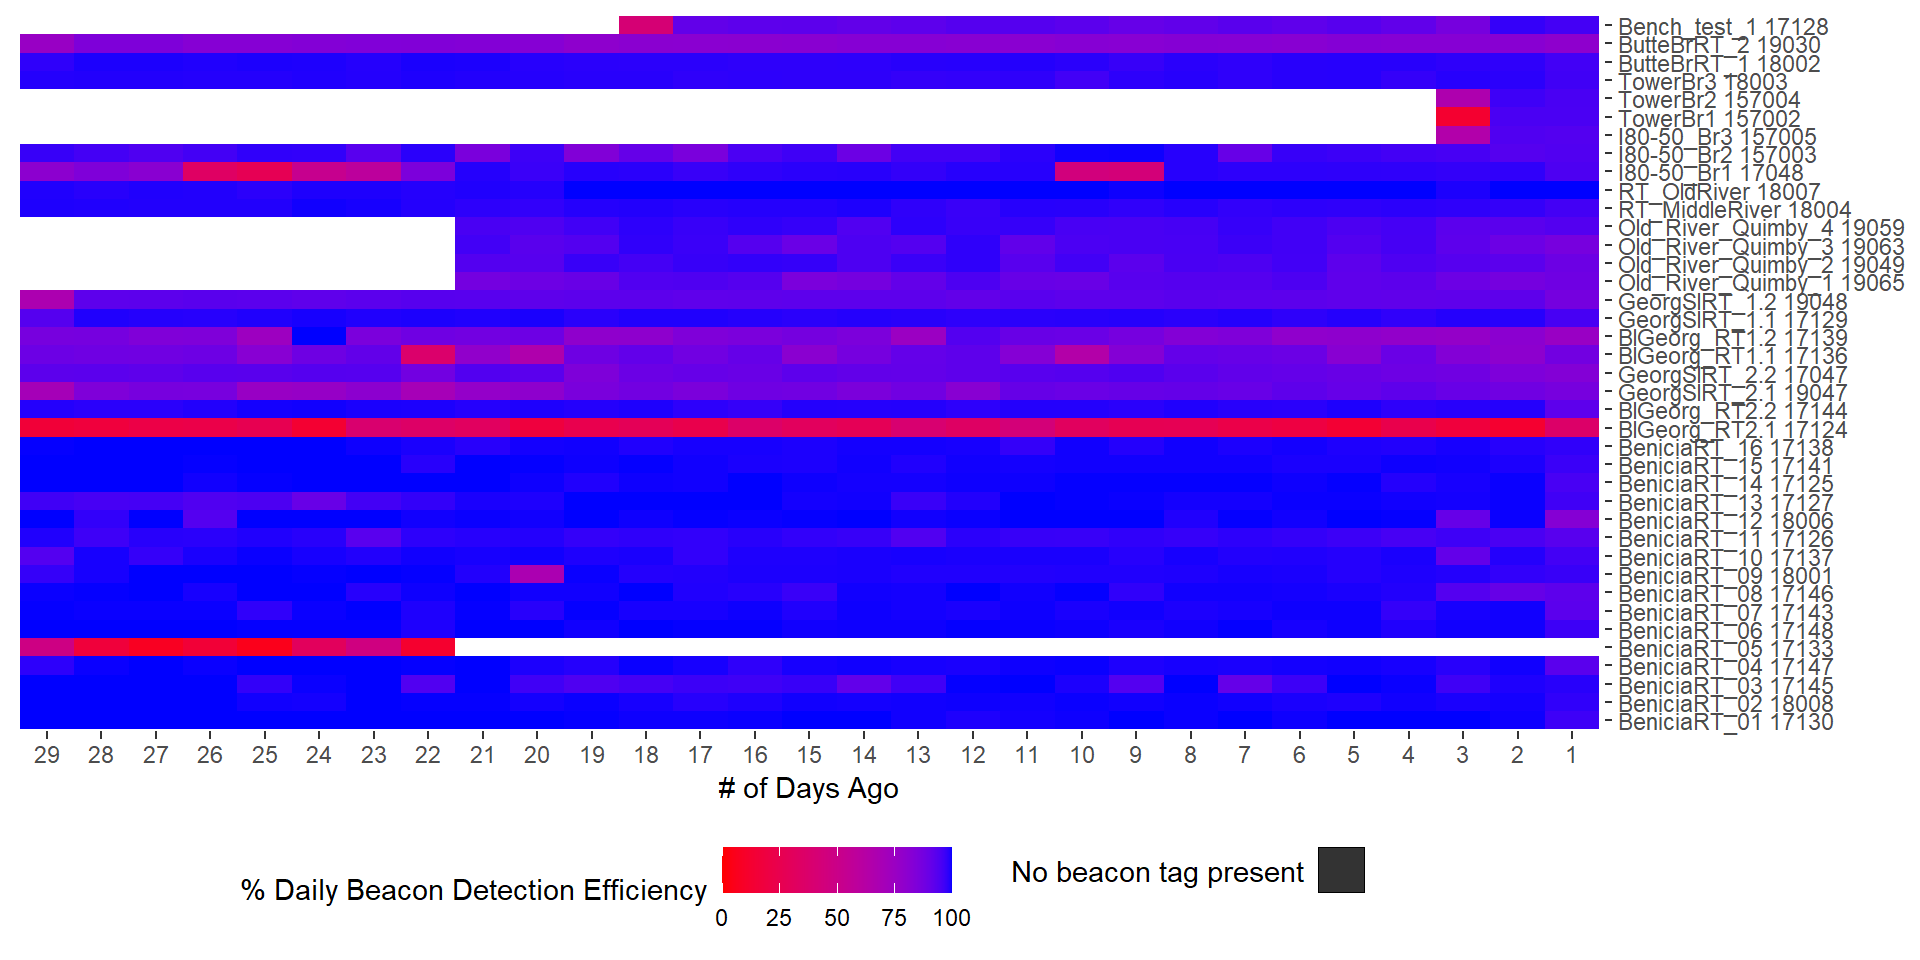 Bench_test_1 17128
ButteBrRT_2 19030
ButteBrRT_1 18002
TowerBr3 18003
TowerBr2 157004
TowerBr1 157002
I80-50_Br3 157005
I80-50_Br2 157003
I80-50_Br1 17048
RT_OldRiver 18007
RT_MiddleRiver 18004
Old_River_Quimby_4 19059
Old_River_Quimby_3 19063
Old_River_Quimby_2 19049
Old_River_Quimby_1 19065
GeorgSlRT_1.2 19048
GeorgSlRT_1.1 17129
BlGeorg_RT1.2 17139
BlGeorg_RT1.1 17136
GeorgSlRT_2.2 17047
GeorgSlRT_2.1 19047
BlGeorg_RT2.2 17144
BlGeorg_RT2.1 17124
BeniciaRT_16 17138
BeniciaRT_15 17141
BeniciaRT_14 17125
BeniciaRT_13 17127
BeniciaRT_12 18006
BeniciaRT_11 17126
BeniciaRT_10 17137
BeniciaRT_09 18001
BeniciaRT_08 17146
BeniciaRT_07 17143
BeniciaRT_06 17148
BeniciaRT_05 17133
BeniciaRT_04 17147
BeniciaRT_03 17145
BeniciaRT_02 18008
BeniciaRT_01 17130
29 28 27 26 25 24 23 22 21 20 19 18 17 16 15 14 13 12 11 10 9 8 7 6 5 4 3 2 1
# of Days Ago
% Daily Beacon Detection Efficiency
0 25 50 75 100
No beacon tag present